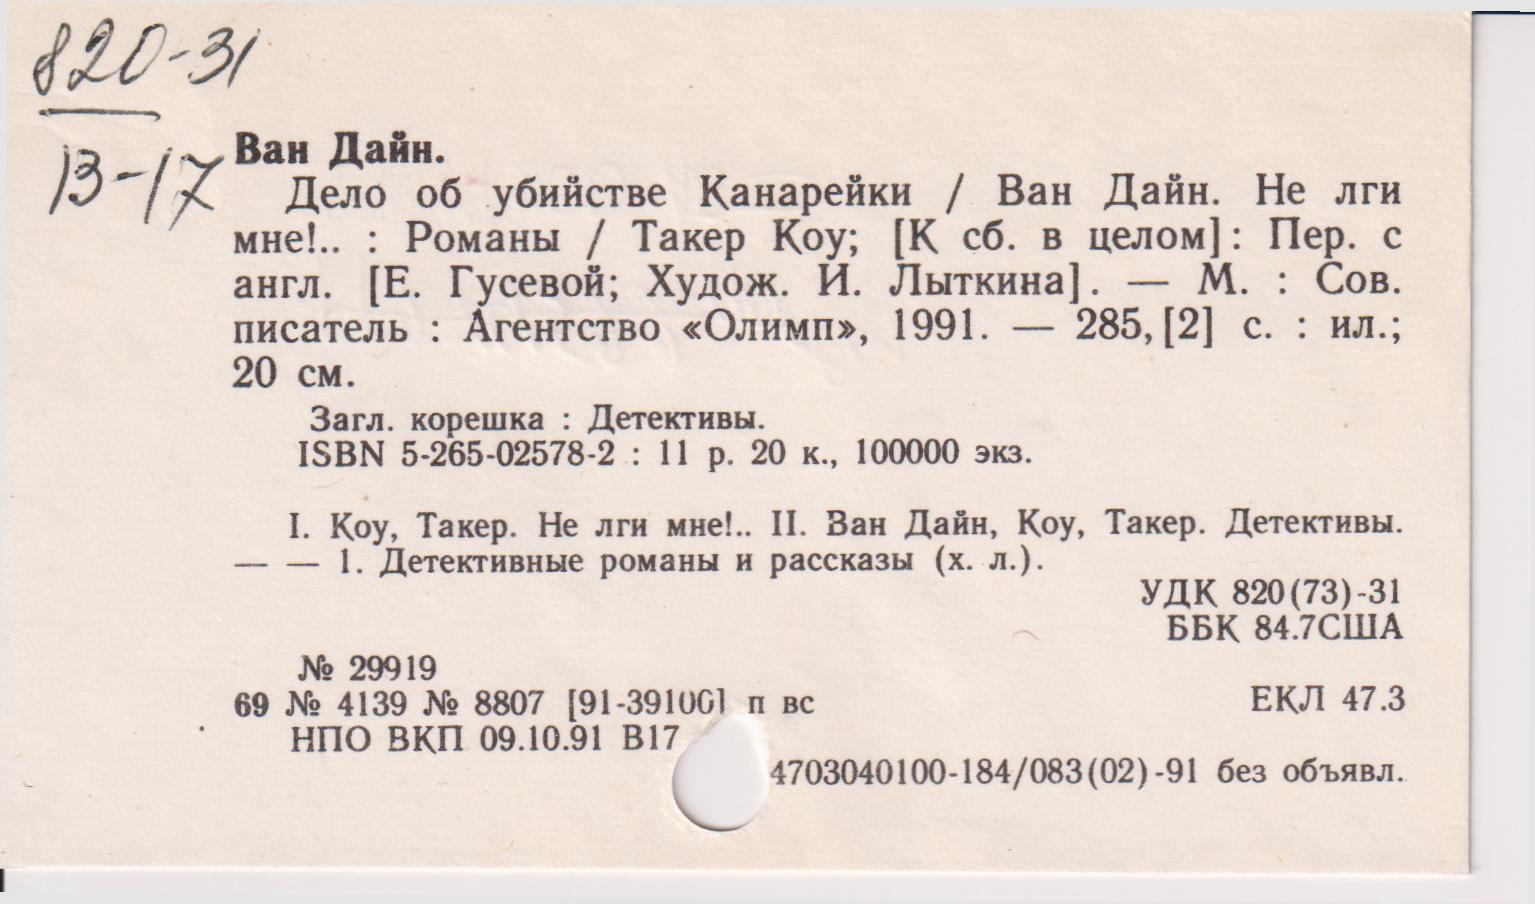 820-31
В-17
Ван Дайн.
Дело об убийстве Канарейки / Ван Дайн. Не лги
мне!.. : Романы / Такер Коу; [К сб. в целом] : Пер. с
англ. [Е. Гусевой; Худож. И. Лыткина]. — М. : Сов.
писатель : Агентство «Олимп», 1991. — 285, [2] с. : ил.;
20 см.
Загл. корешка : Детективы.
ISBN 5-265-02578-2 : 11 р. 20 к., 100000 экз.
I. Коу, Такер. Не лги мне!.. II. Ван Дайн, Коу, Такер. Детективы.
— — 1. Детективные романы и рассказы (х. л.).
УДК 820(73)-31
ББК 84.7США
№ 29919
69 № 4139 № 8807 [91-39100] п вс ЕКЛ 47.3
НПО ВКП 09.10.91 В17
4703040100-184/083(02)-91 без объявл.